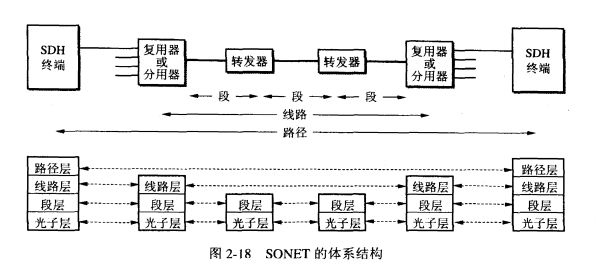 SDH
终端
复用器
或
分用器
转发器
转发器
复用器
或
分用器
SDH
终端
段
段
段
线路
路径
路径层
线路层
段层
光子层
线路层
段层
光子层
段层
光子层
段层
光子层
线路层
段层
光子层
路径层
线路层
段层
光子层
图 2-18 SONET 的体系结构